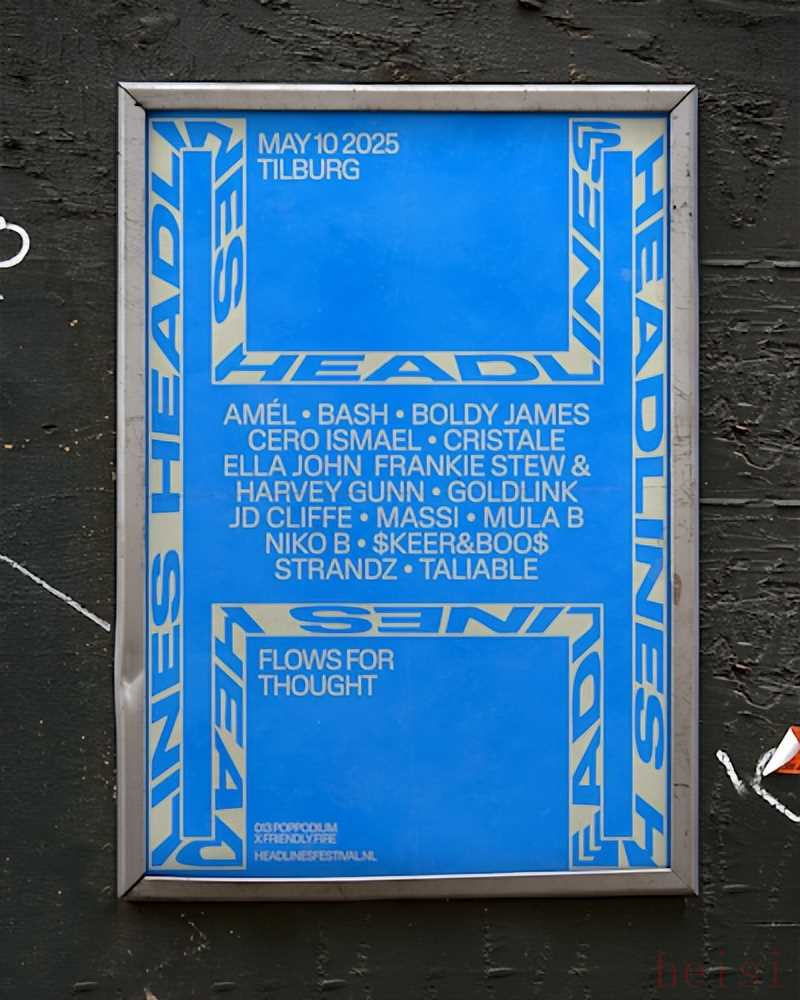 MAY 10 2025
TILBURG
HEADLINES
HEADLINES
HEADLINES
AMÉL • BASH • BOLDY JAMES
CERO ISMAEL • CRISTALE
ELLA JOHN FRANKIE STEW &
HARVEY GUNN • GOLDLINK
JD CLIFFE • MASSI • MULA B
NIKO B • $KEER&BOO$
STRANDZ • TALIABLE
HEADLINES
FLOWS FOR
THOUGHT
013 POPPODIUM
X FRIENDLY FIRE
HEADLINESFESTIVAL.NL
heisi